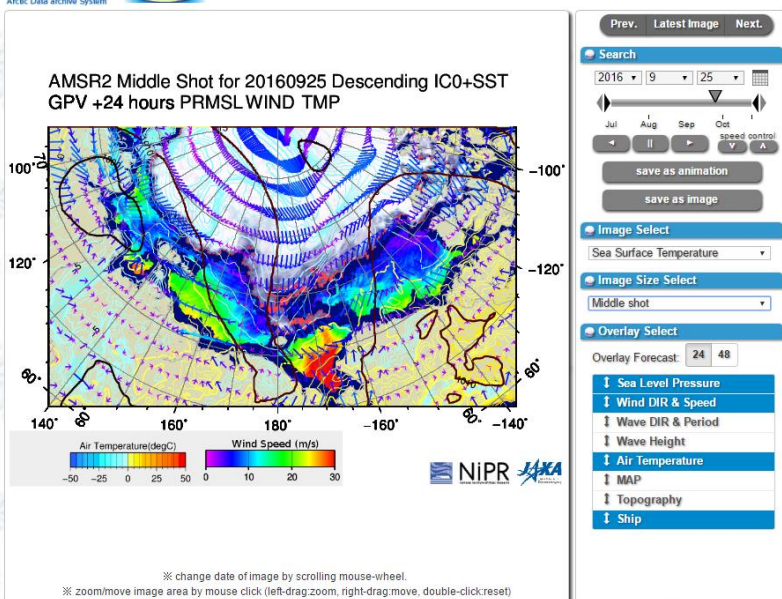 Arctic Data archive System
AMSR2 Middle Shot for 20160925 Descending IC0+SST
GPV +24 hours PRMSL WIND TMP
100°
70°
−100°
120°
−120°
60°
60°
140°
60°
160°
180°
−160°
60°
−140°
Air Temperature(degC)
−50 −25 0 25 50
Wind Speed (m/s)
0 10 20 30
NiPR
JAXA
※ change date of image by scrolling mouse-wheel.
※ zoom/move image area by mouse click (left-drag:zoom, right-drag:move, double-click:reset)
Prev. Latest Image Next.
Search
2016 9 25
Jul Aug Sep Oct
speed control
save as animation
save as image
Image Select
Sea Surface Temperature
Image Size Select
Middle shot
Overlay Select
Overlay Forecast: 24 48
Sea Level Pressure
Wind DIR & Speed
Wave DIR & Period
Wave Height
Air Temperature
MAP
Topography
Ship